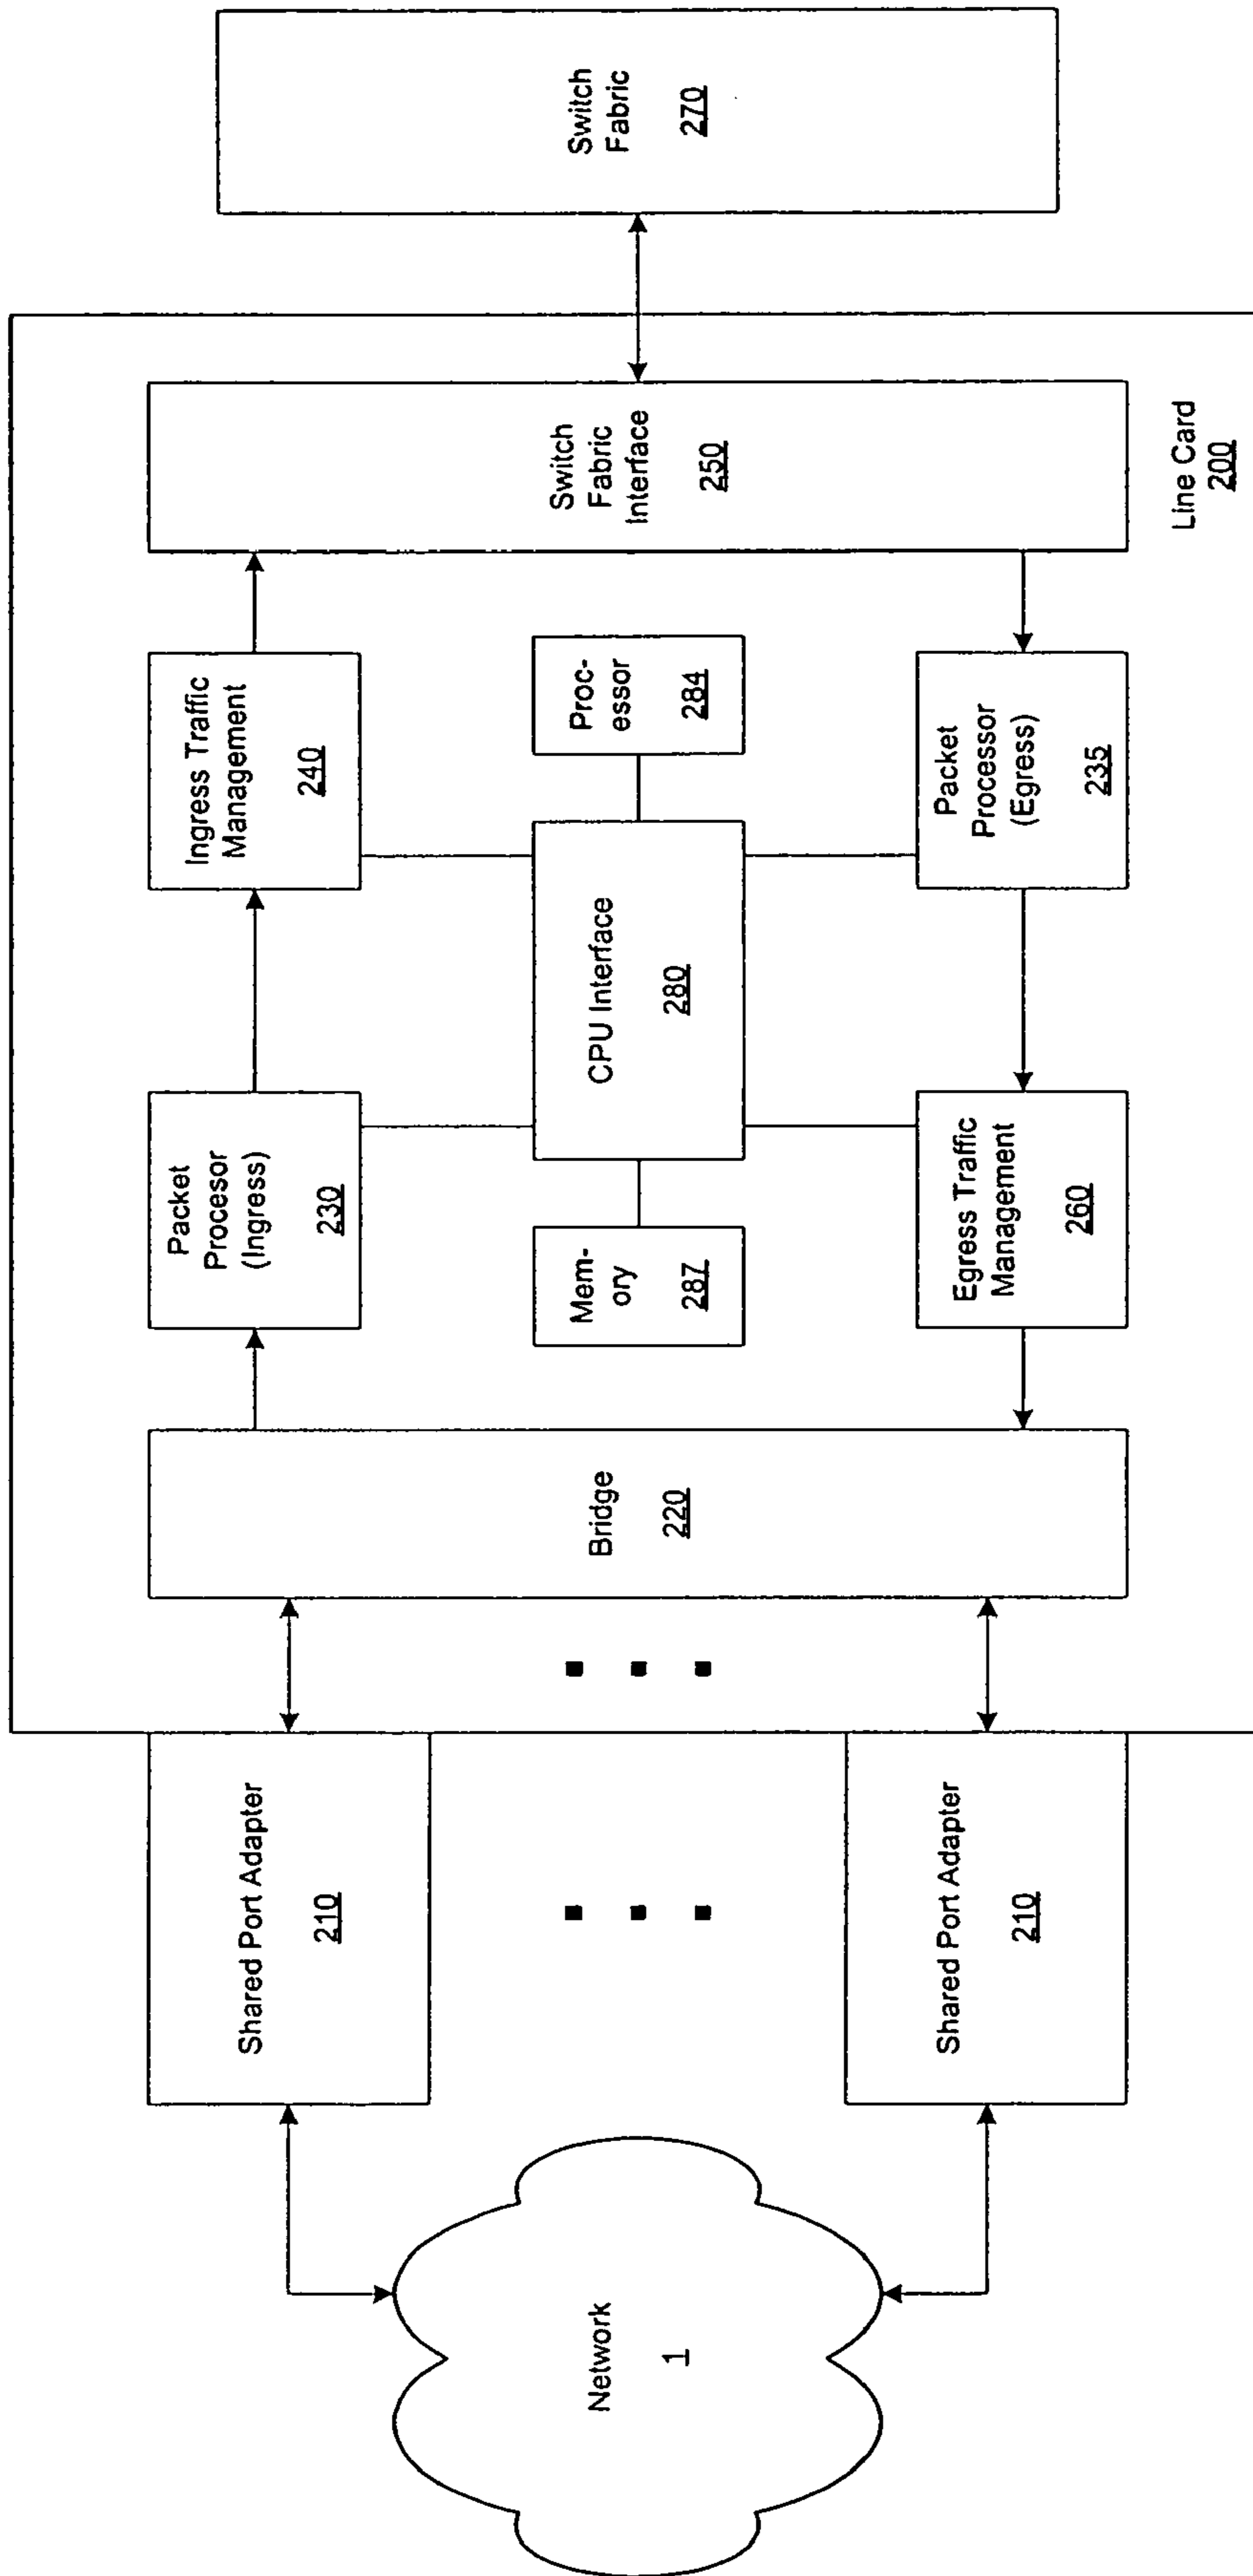 Network
1
Shared Port Adapter
210
Shared Port Adapter
210
Bridge
220
Packet
Procesor
(Ingress)
230
Ingress Traffic
Management
240
Mem-
ory
287
CPU Interface
280
Proc-
essor
284
Egress Traffic
Management
260
Packet
Processor
(Egress)
235
Switch
Fabric
Interface
250
Line Card
200
Switch
Fabric
270